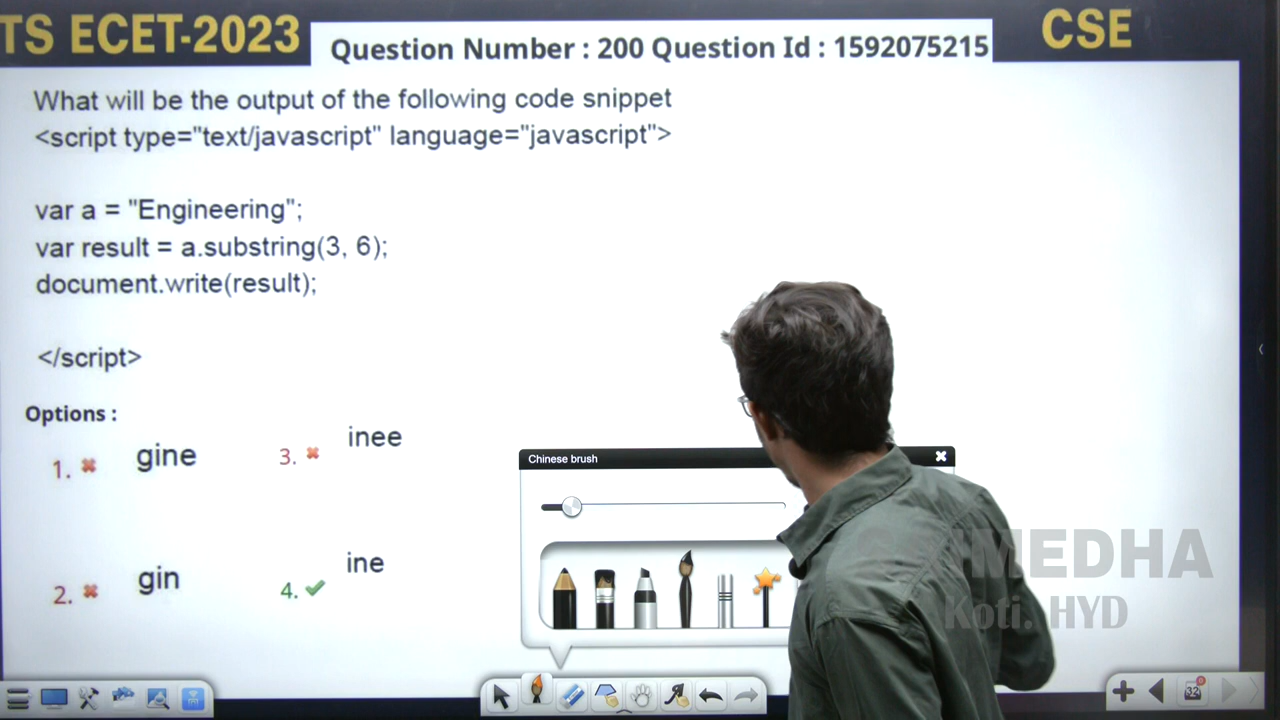 TS ECET-2023
Question Number : 200 Question Id : 1592075215
CSE
What will be the output of the following code snippet
<script type="text/javascript" language="javascript">
var a = "Engineering";
var result = a.substring(3, 6);
document.write(result);
</script>
Options :
1. ✖ gine
3. ✖ inee
2. ✖ gin
4. ✔ ine
Chinese brush
MEDHA
Koti. HYD
32